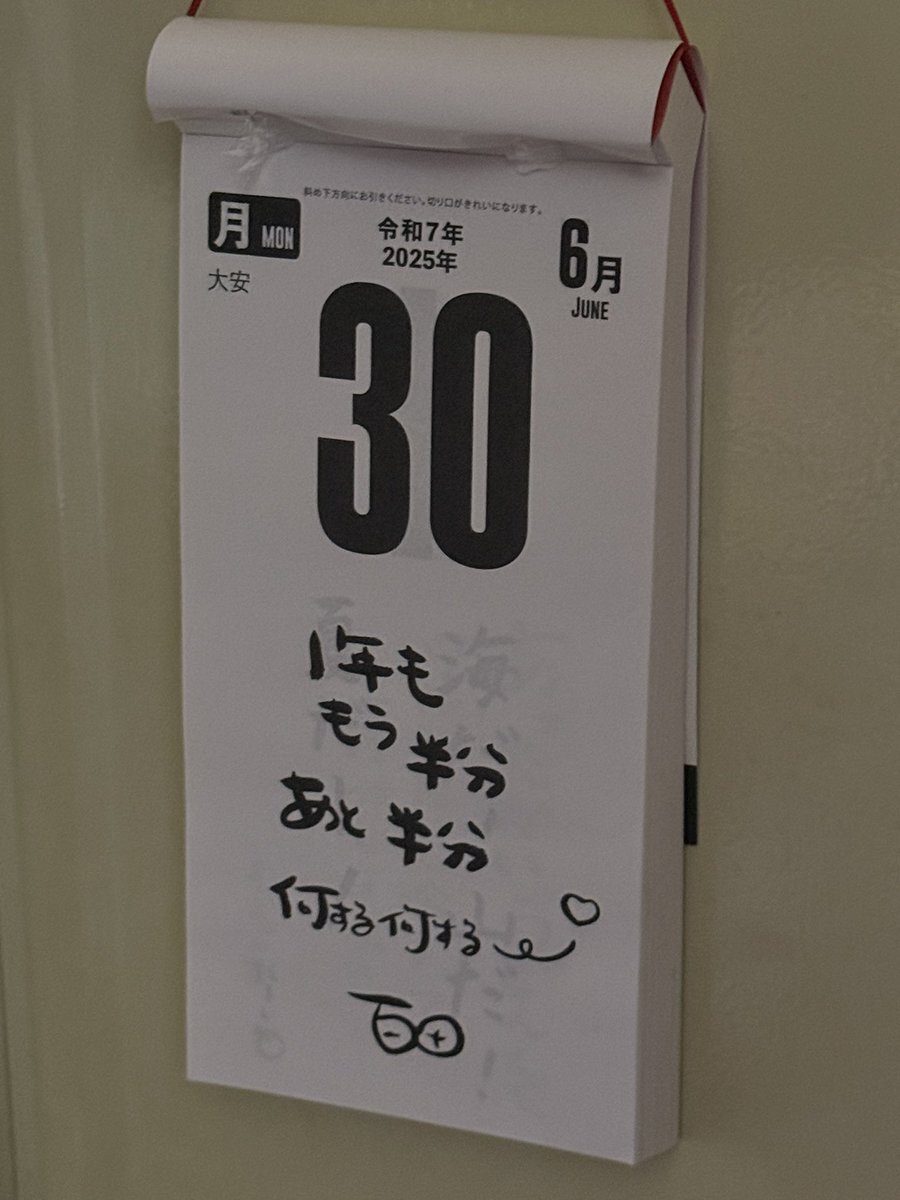 斜め下方向にお引きください。切り口がきれいになります。
月 MON
令和7年
2025年
6月
JUNE
大安
30
1年も
もう半分
あと半分
何する何する